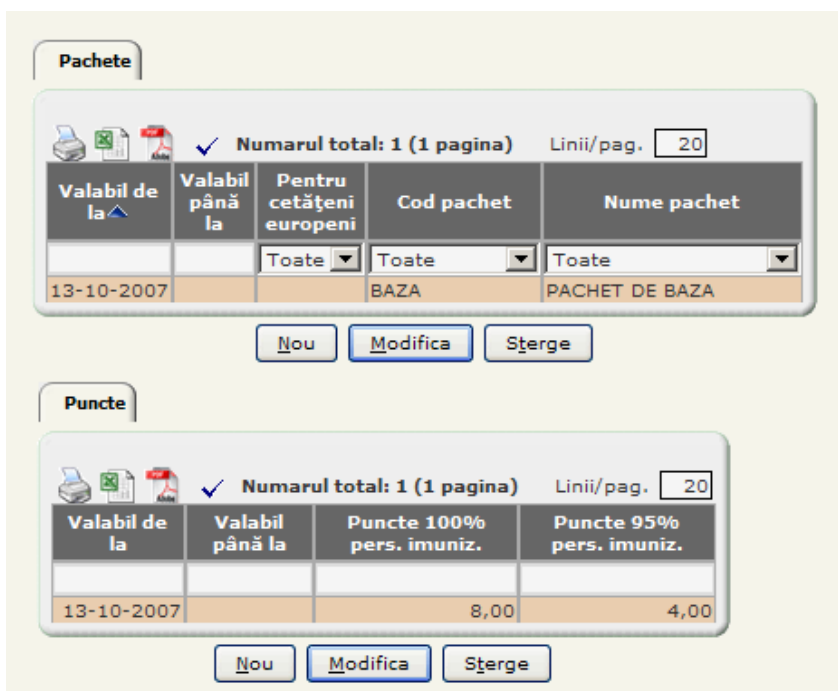 Pachete
Numarul total: 1 (1 pagina) Linii/pag. 20
Valabil de la Valabil până la Pentru cetăţeni europeni Cod pachet Nume pachet
Toate Toate Toate
13-10-2007 BAZA PACHET DE BAZA
Nou Modifica Sterge
Puncte
Numarul total: 1 (1 pagina) Linii/pag. 20
Valabil de la Valabil până la Puncte 100% pers. imuniz. Puncte 95% pers. imuniz.
13-10-2007 8,00 4,00
Nou Modifica Sterge